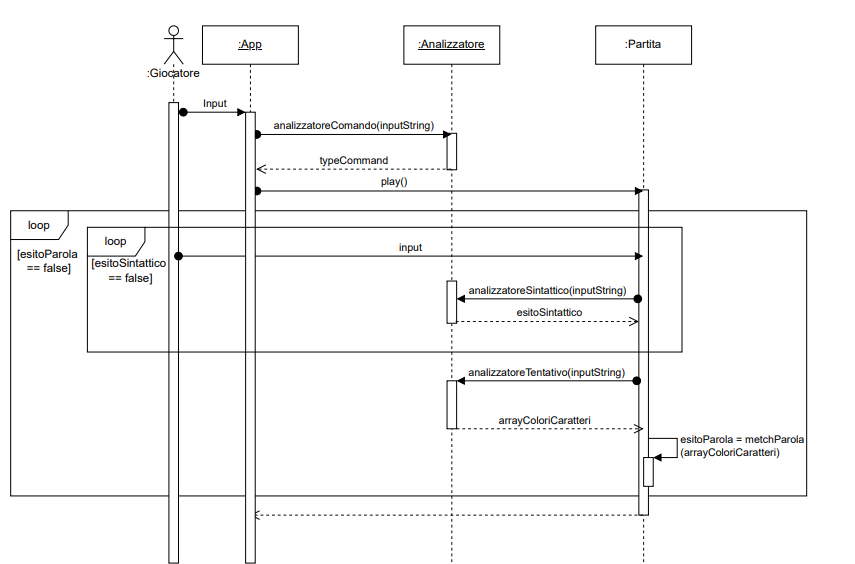 :App
:Analizzatore
:Partita
:Giocatore
Input
analizzatoreComando(inputString)
typeCommand
play()
loop
[esitoParola
== false]
loop
[esitoSintattico
== false]
input
analizzatoreSintattico(inputString)
esitoSintattico
analizzatoreTentativo(inputString)
arrayColoriCaratteri
esitoParola = metchParola
(arrayColoriCaratteri)